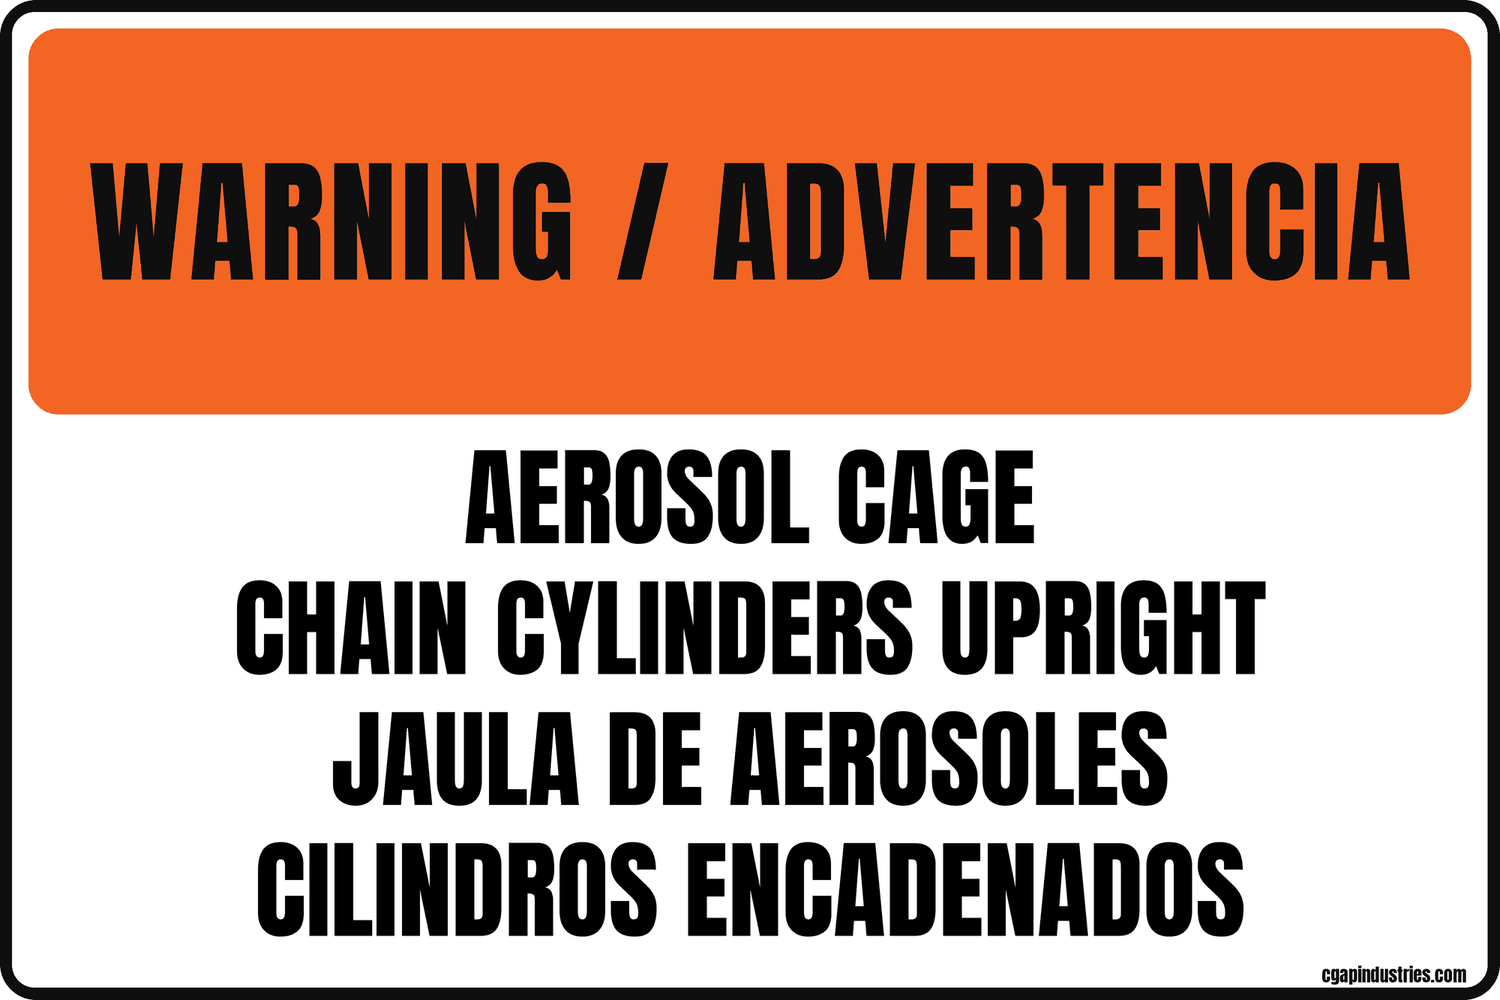 WARNING / ADVERTENCIA
AEROSOL CAGE
CHAIN CYLINDERS UPRIGHT
JAULA DE AEROSOLES
CILINDROS ENCADENADOS
cgapindustries.com